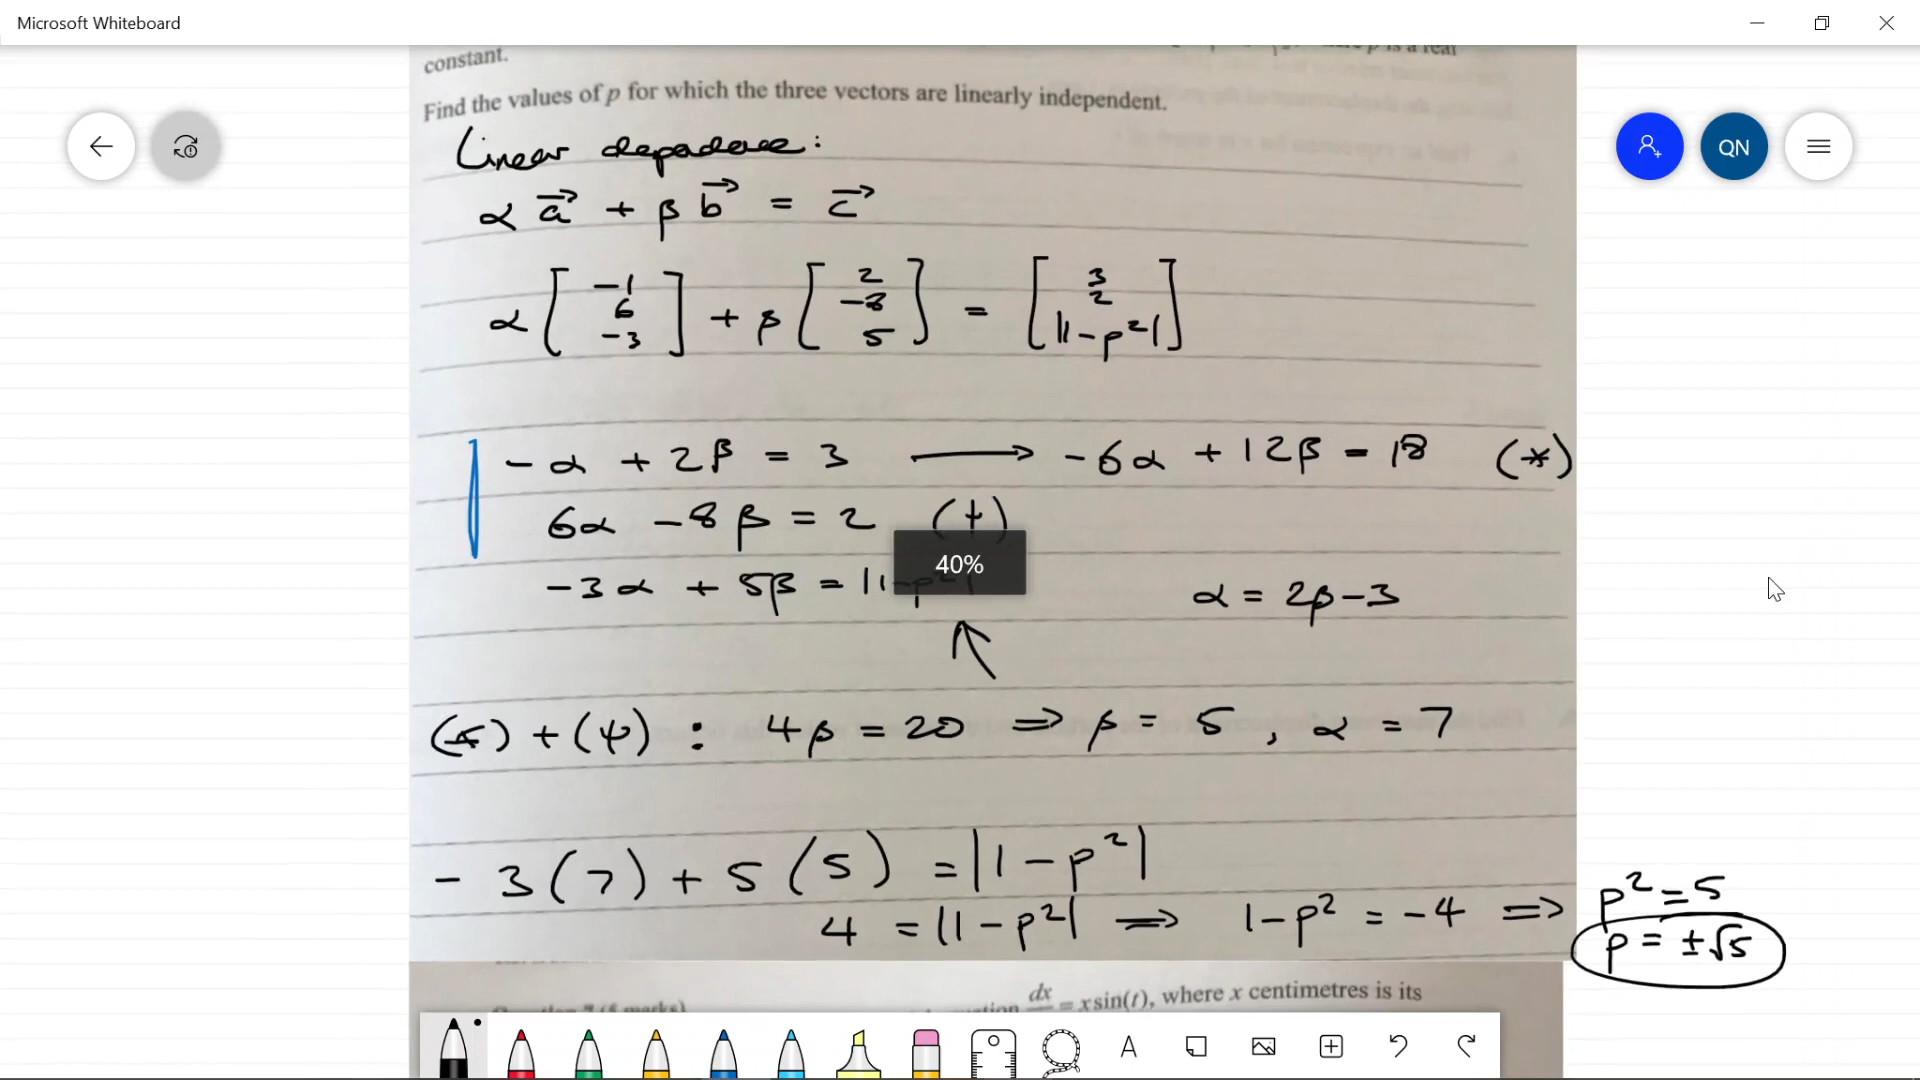 Microsoft Whiteboard
constant.
Find the values of p for which the three vectors are linearly independent.
Linear dependence:
α a⃗ + β b⃗ = c⃗
α [−1 6 −3] + β [2 −8 5] = [3 2 |1−p²|]
−α + 2β = 3 ⟶ −6α + 12β = 18 (*)
6α − 8β = 2 (†)
−3α + 5β = |1−p²|
40%
α = 2β−3
(*) + (†) : 4β = 20 ⇒ β = 5, α = 7
−3(7) + 5(5) = |1−p²|
4 = |1−p²| ⇒ 1−p² = −4 ⇒ p² = 5
p = ±√5
dx
= x sin(t), where x centimetres is its
QN
A